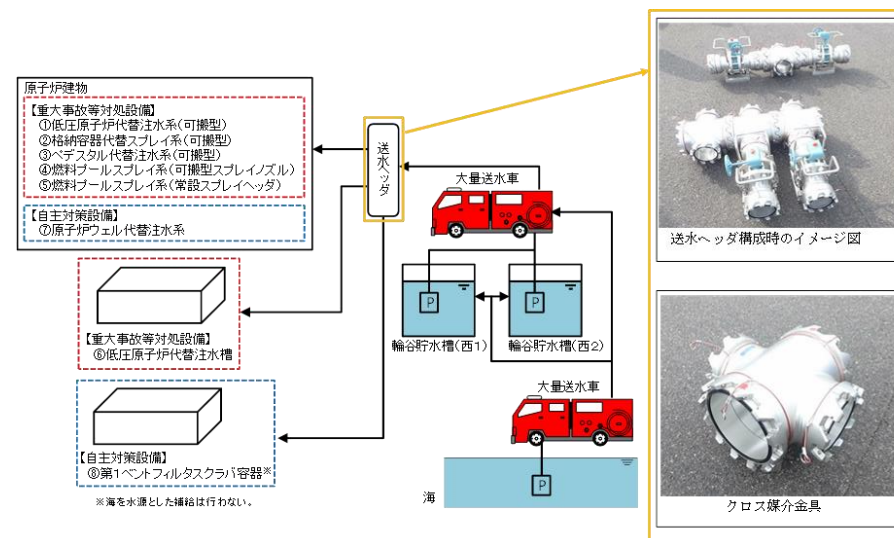 原子炉建物
【重大事故等対処設備】
①低圧原子炉代替注水系(可搬型)
②格納容器代替スプレイ系(可搬型)
③ペデスタル代替注水系(可搬型)
④燃料プールスプレイ系(可搬型スプレイノズル)
⑤燃料プールスプレイ系(常設スプレイヘッダ)
【自主対策設備】
⑦原子炉ウェル代替注水系
送水ヘッダ
大量送水車
P
P
輪谷貯水槽(西1)
輪谷貯水槽(西2)
【重大事故等対処設備】
⑥低圧原子炉代替注水槽
大量送水車
【自主対策設備】
⑧第1ベントフィルタスクラバ容器※
※海を水源とした補給は行わない。
海
P
送水ヘッダ構成時のイメージ図
クロス媒介金具